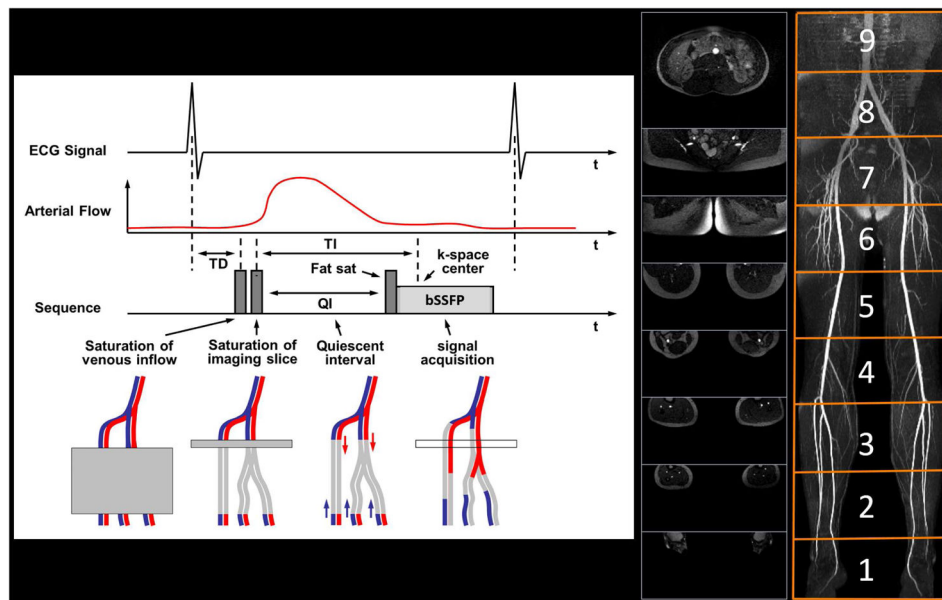 ECG Signal
t
Arterial Flow
t
TD
TI
Fat sat
k-space
center
QI
bSSFP
Sequence
t
Saturation of
venous inflow
Saturation of
imaging slice
Quiescent
interval
signal
acquisition
9
8
7
6
5
4
3
2
1